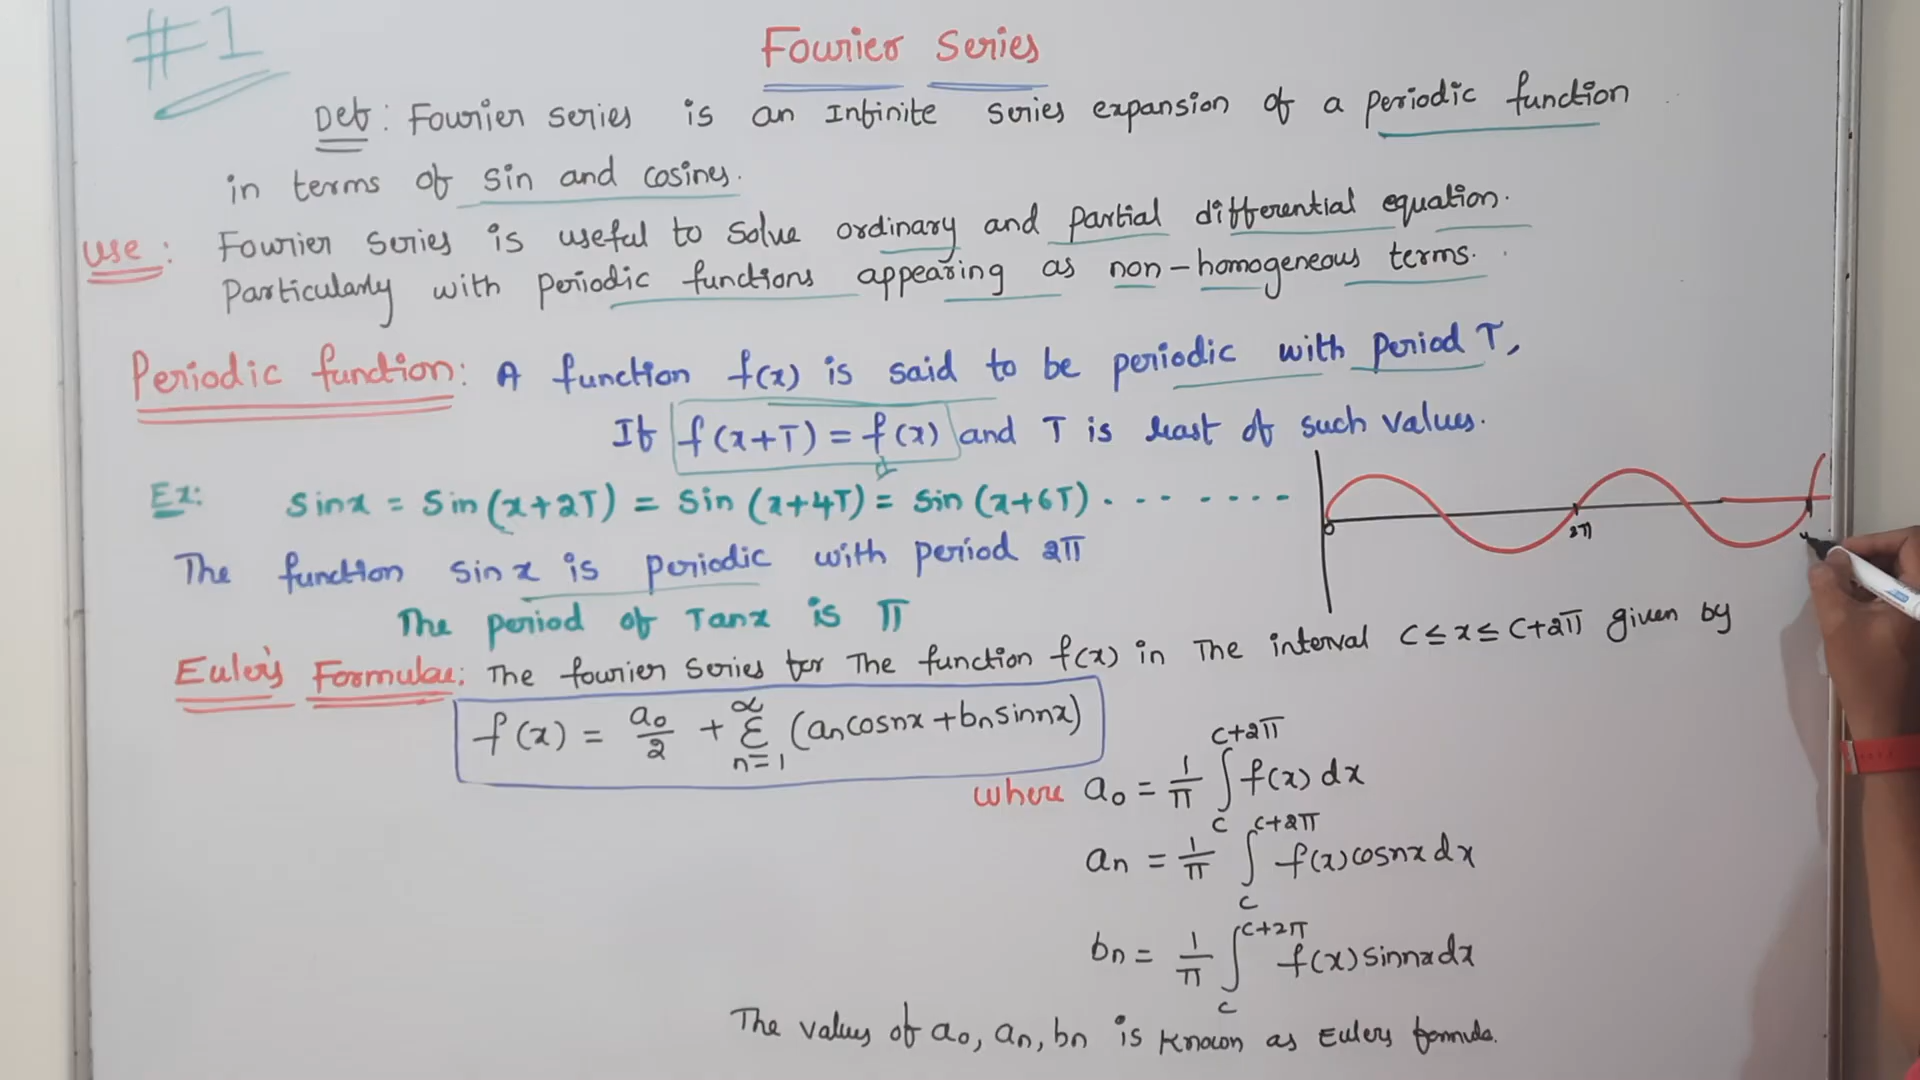 #1
Fourier Series
Def: Fourier series is an Infinite series expansion of a periodic function
in terms of sin and cosines.
Use: Fourier series is useful to solve ordinary and partial differential equation.
Particularly with periodic functions appearing as non-homogeneous terms.
Periodic function: A function f(x) is said to be periodic with period T,
If f(x+T) = f(x) and T is least of such values.
Ex: sinx = sin(x+2T) = sin(x+4T) = sin(x+6T) ..........
0 2π
The function sinx is periodic with period 2π
The period of Tanx is π
Euler's Formulae: The fourier series for The function f(x) in The interval C ≤ x ≤ C+2π given by
f(x) = a₀/2 + ∑_{n=1}^{∞} (aₙcosnx + bₙsinnx)
where a₀ = 1/π ∫_C^{C+2π} f(x) dx
aₙ = 1/π ∫_C^{C+2π} f(x)cosnx dx
bₙ = 1/π ∫_C^{C+2π} f(x)sinnx dx
The values of a₀, aₙ, bₙ is known as Eulers formula.